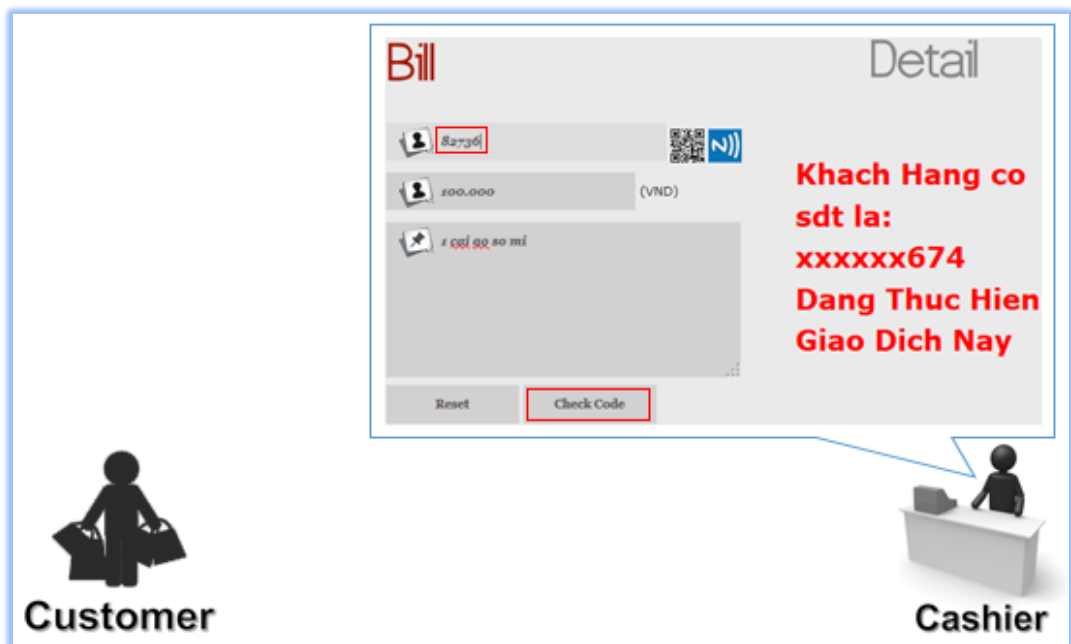 Bill
Detail
82736
100.000
(VND)
1 cai ao so mi
Khach Hang co
sdt la:
xxxxxx674
Dang Thuc Hien
Giao Dich Nay
Reset
Check Code
Customer
Cashier